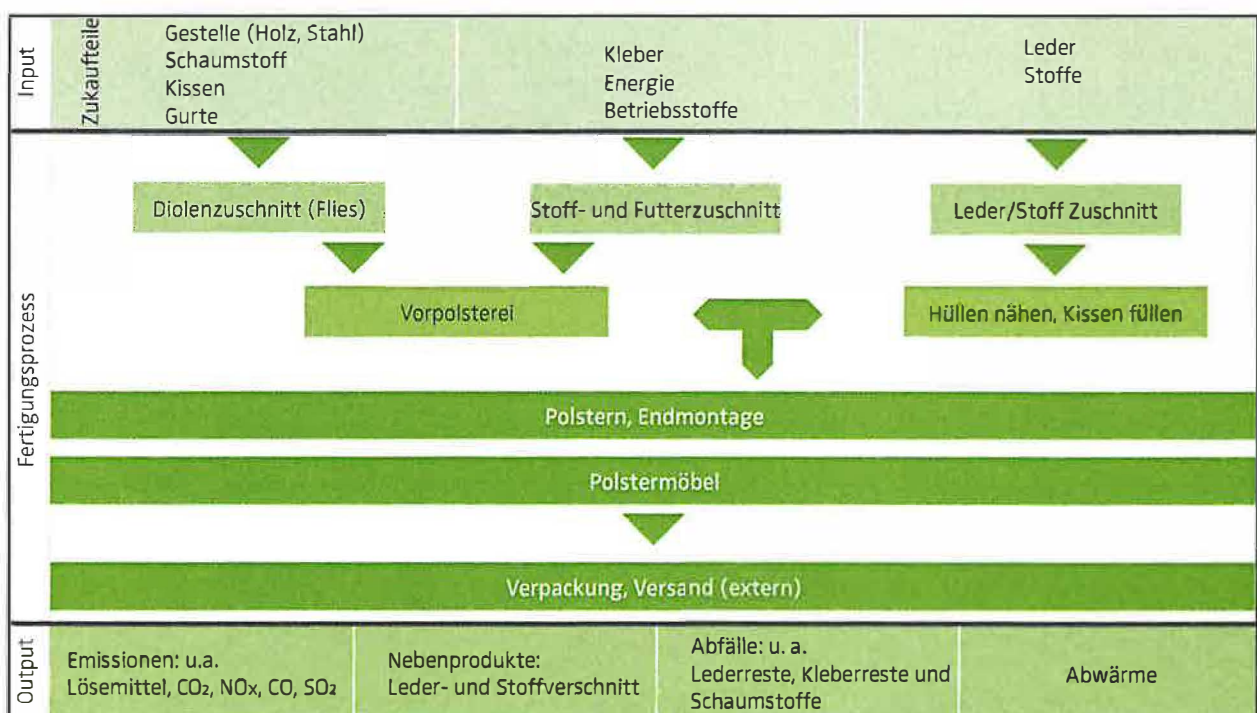 Input
Zukaufteile
Gestelle (Holz, Stahl)
Schaumstoff
Kissen
Gurte
Kleber
Energie
Betriebsstoffe
Leder
Stoffe
Fertigungsprozess
Diolenzuschnitt (Flies)
Stoff- und Futterzuschnitt
Leder/Stoff Zuschnitt
Vorpolsterei
Hüllen nähen, Kissen füllen
Polstern, Endmontage
Polstermöbel
Verpackung, Versand (extern)
Output
Emissionen: u.a.
Lösemittel, CO₂, NOx, CO, SO₂
Nebenprodukte:
Leder- und Stoffverschnitt
Abfälle: u. a.
Lederreste, Kleberreste und
Schaumstoffe
Abwärme